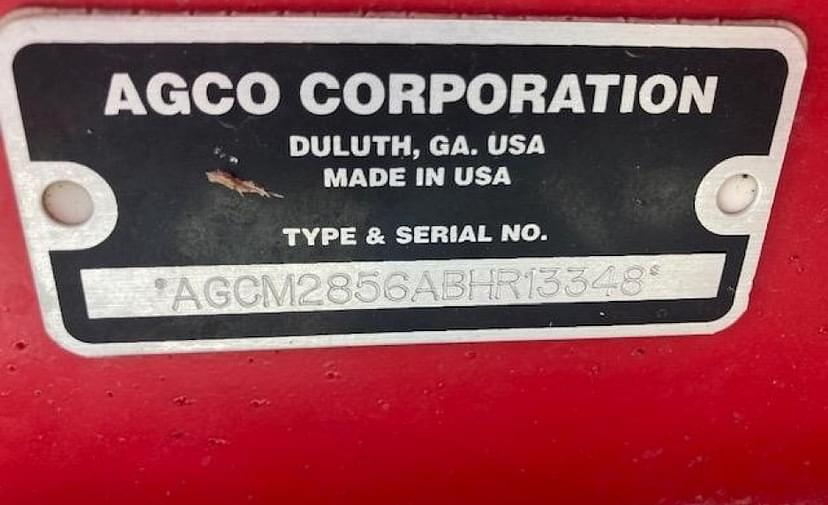 AGCO CORPORATION
DULUTH, GA. USA
MADE IN USA
TYPE & SERIAL NO.
*AGCM2856ABHR13348*